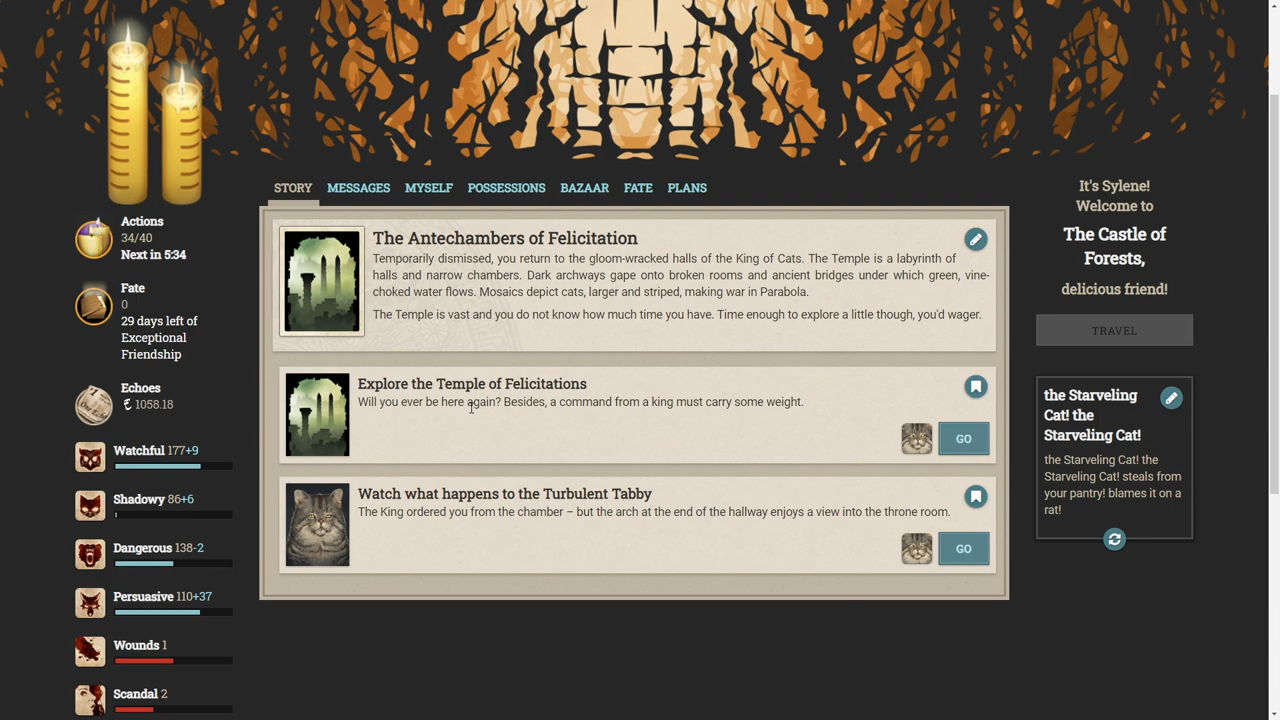 STORY MESSAGES MYSELF POSSESSIONS BAZAAR FATE PLANS
Actions
34/40
Next in 5:34
Fate
0
29 days left of
Exceptional
Friendship
Echoes
1058.18
Watchful 177+9
Shadowy 86+6
Dangerous 138-2
Persuasive 110+37
Wounds 1
Scandal 2
The Antechambers of Felicitation
Temporarily dismissed, you return to the gloom-wracked halls of the King of Cats. The Temple is a labyrinth of
halls and narrow chambers. Dark archways gape onto broken rooms and ancient bridges under which green, vine-
choked water flows. Mosaics depict cats, larger and striped, making war in Parabola.
The Temple is vast and you do not know how much time you have. Time enough to explore a little though, you'd wager.
Explore the Temple of Felicitations
Will you ever be here again? Besides, a command from a king must carry some weight.
GO
Watch what happens to the Turbulent Tabby
The King ordered you from the chamber – but the arch at the end of the hallway enjoys a view into the throne room.
GO
It's Sylene!
Welcome to
The Castle of
Forests,
delicious friend!
TRAVEL
the Starveling
Cat! the
Starveling Cat!
the Starveling Cat! the
Starveling Cat! steals from
your pantry! blames it on a
rat!